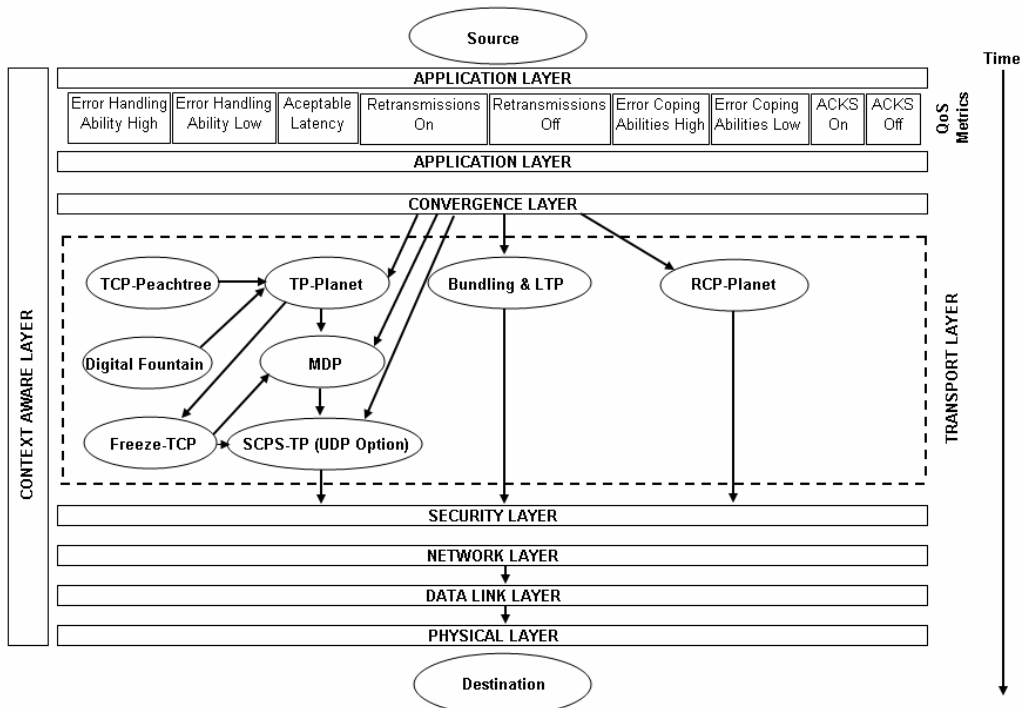 Source
Time
APPLICATION LAYER
Error Handling
Ability High
Error Handling
Ability Low
Aceptable
Latency
Retransmissions
On
Retransmissions
Off
Error Coping
Abilities High
Error Coping
Abilities Low
ACKS
On
ACKS
Off
QoS
Metrics
APPLICATION LAYER
CONVERGENCE LAYER
CONTEXT AWARE LAYER
TCP-Peachtree
TP-Planet
Bundling & LTP
RCP-Planet
Digital Fountain
MDP
Freeze-TCP
SCPS-TP (UDP Option)
TRANSPORT LAYER
SECURITY LAYER
NETWORK LAYER
DATA LINK LAYER
PHYSICAL LAYER
Destination